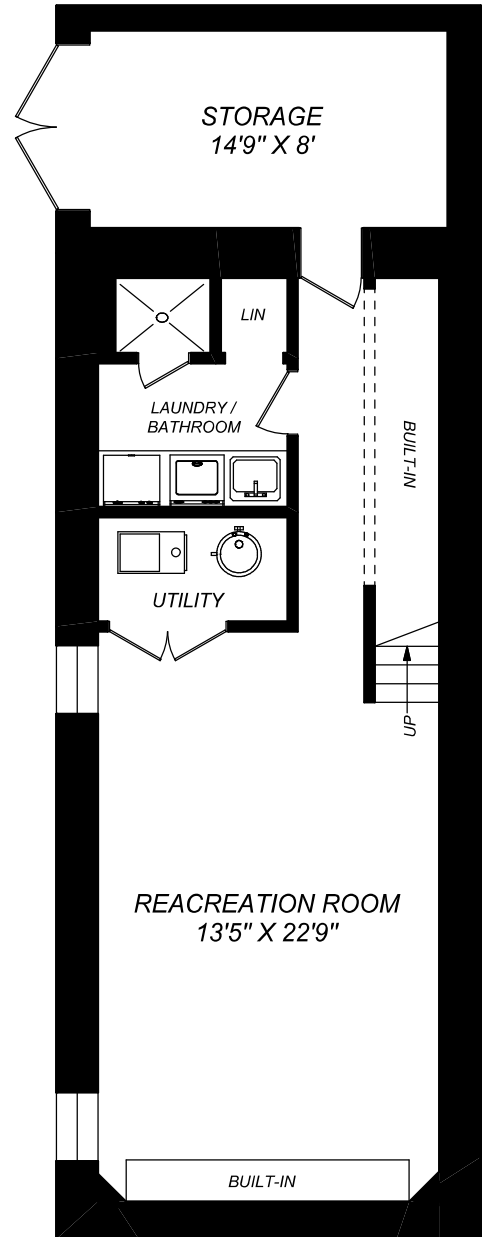 STORAGE
14'9" X 8'
LIN
LAUNDRY /
BATHROOM
BUILT-IN
UTILITY
UP
REACREATION ROOM
13'5" X 22'9"
BUILT-IN